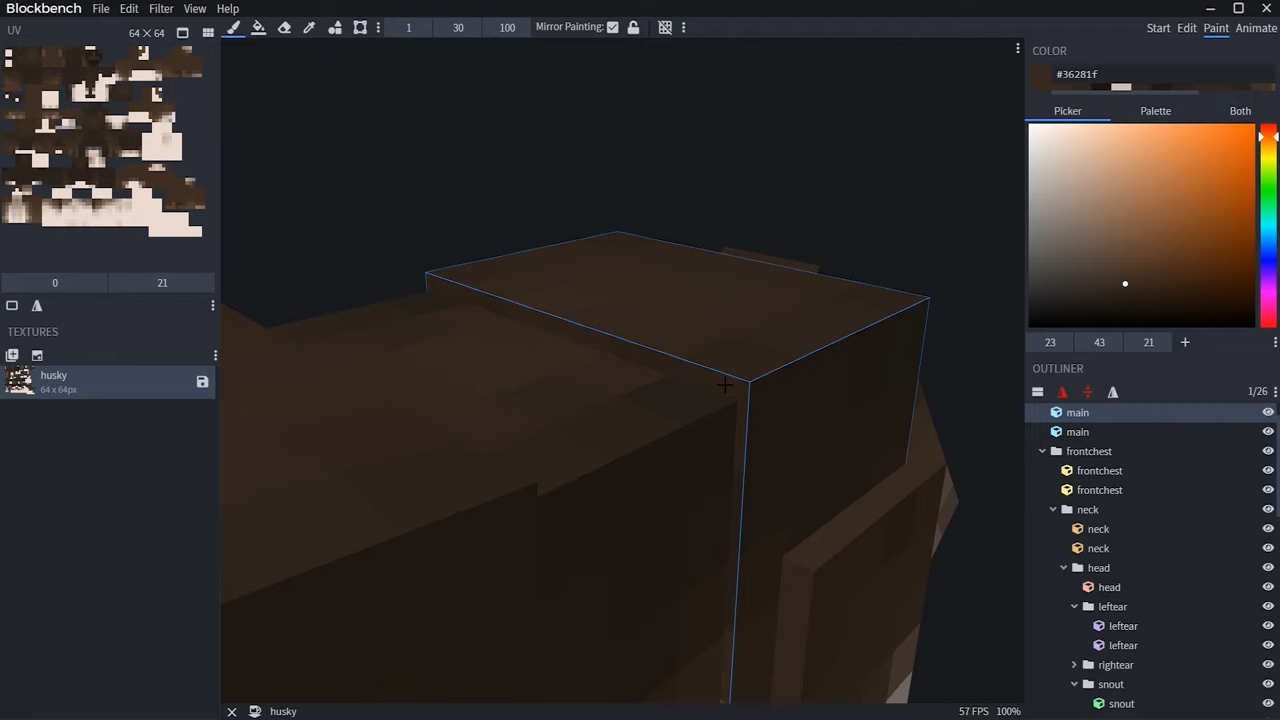 Blockbench File Edit Filter View Help
UV 64 × 64 1 30 100 Mirror Painting: Start Edit Paint Animate
COLOR
#36281f
Picker Palette Both
0 21
TEXTURES
husky
64 x 64px
23 43 21
OUTLINER
1/26
main
main
frontchest
frontchest
frontchest
neck
neck
neck
head
head
leftear
leftear
leftear
rightear
snout
snout
husky 57 FPS 100%